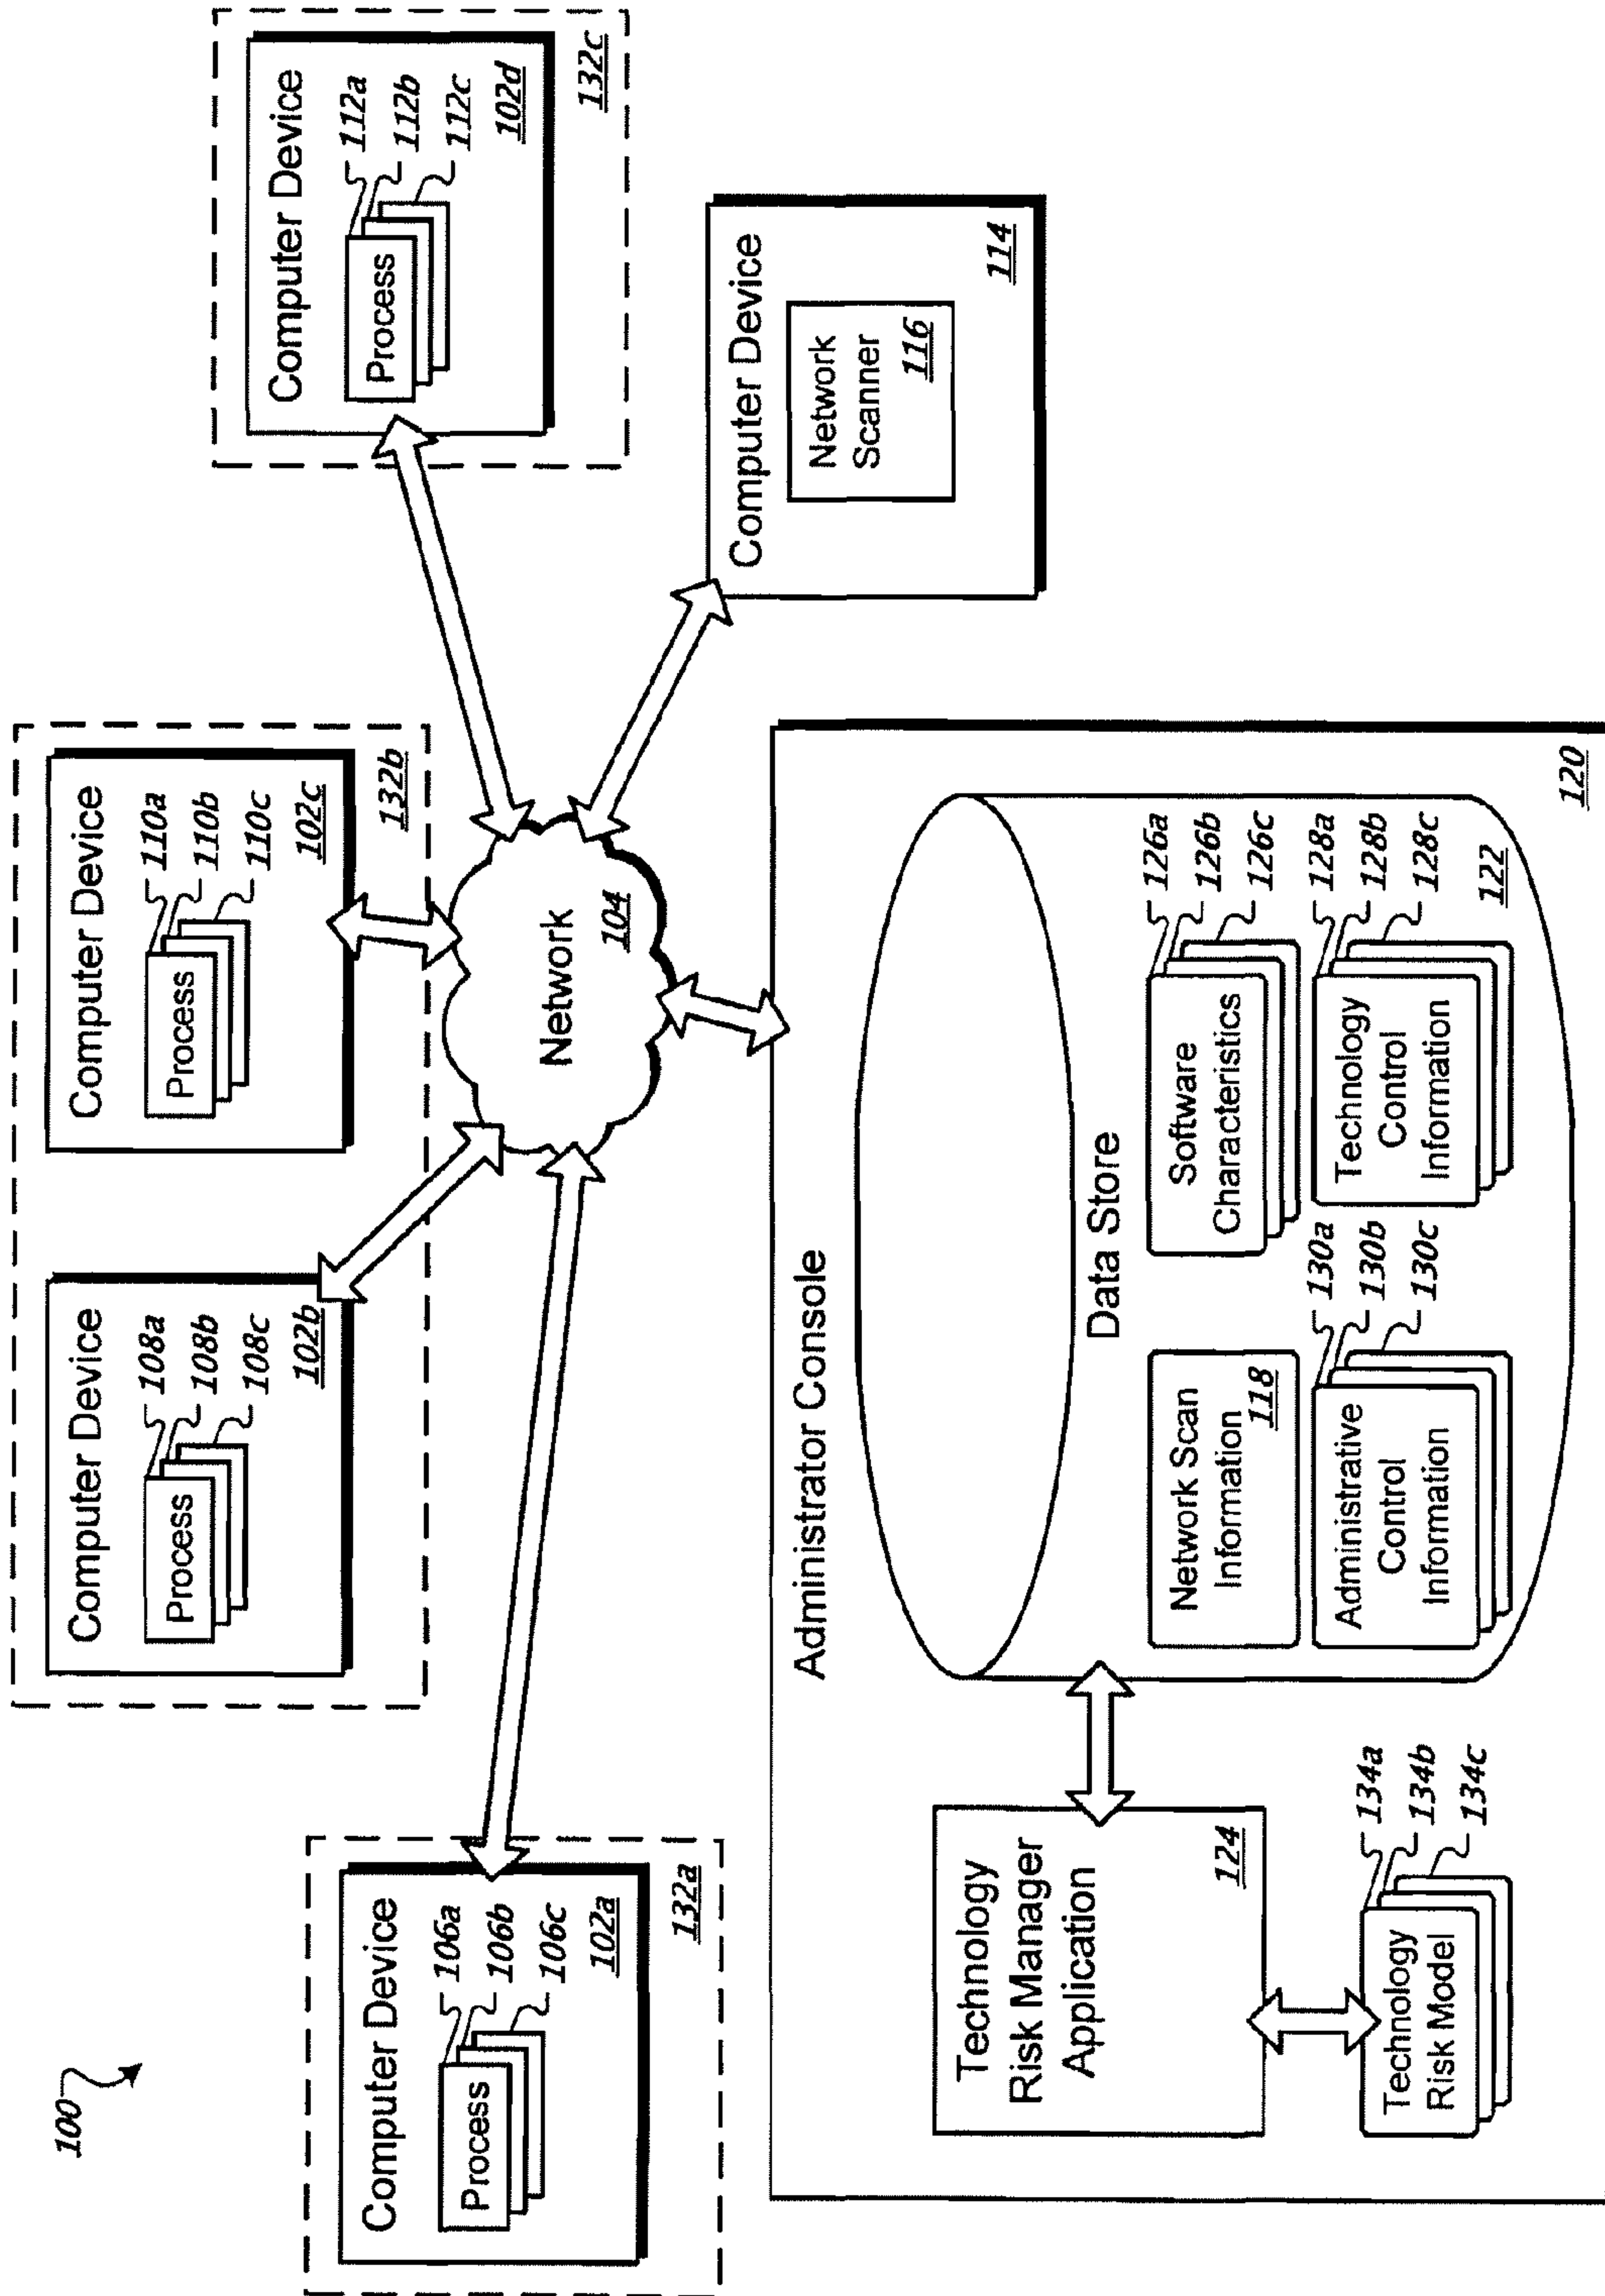 100
Computer Device
Process
108a
108b
108c
102b
Computer Device
Process
110a
110b
110c
102c
132b
Computer Device
Process
112a
112b
112c
102d
132c
Computer Device
Process
106a
106b
106c
102a
132a
Network
104
Computer Device
Network
Scanner
116
114
Administrator Console
Technology
Risk Manager
Application
124
Technology
Risk Model
134a
134b
134c
Data Store
Network Scan
Information
118
Software
Characteristics
126a
126b
126c
Administrative
Control
Information
130a
130b
130c
Technology
Control
Information
128a
128b
128c
122
120